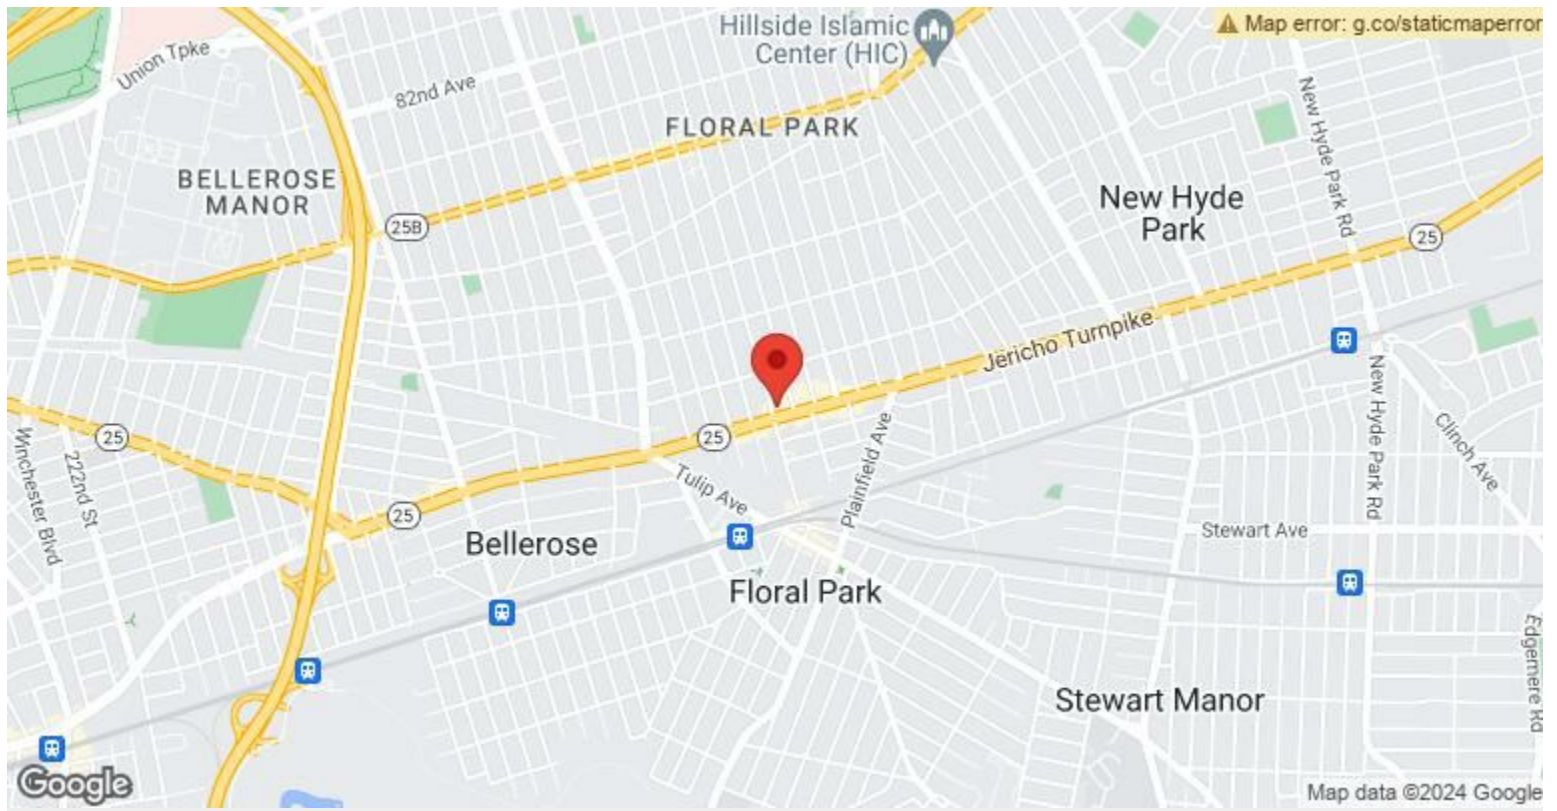 Hillside Islamic
Center (HIC)
Map error: g.co/staticmaperror
Union Tpke
82nd Ave
FLORAL PARK
New Hyde Park Rd
BELLEROSE
MANOR
25B
New Hyde
Park
25
Jericho Turnpike
25
25
25
Winchester Blvd
222nd St
Tulip Ave
Plainfield Ave
New Hyde Park Rd
Clinch Ave
Stewart Ave
Bellerose
Floral Park
Edgemere Rd
Stewart Manor
Google
Map data ©2024 Google